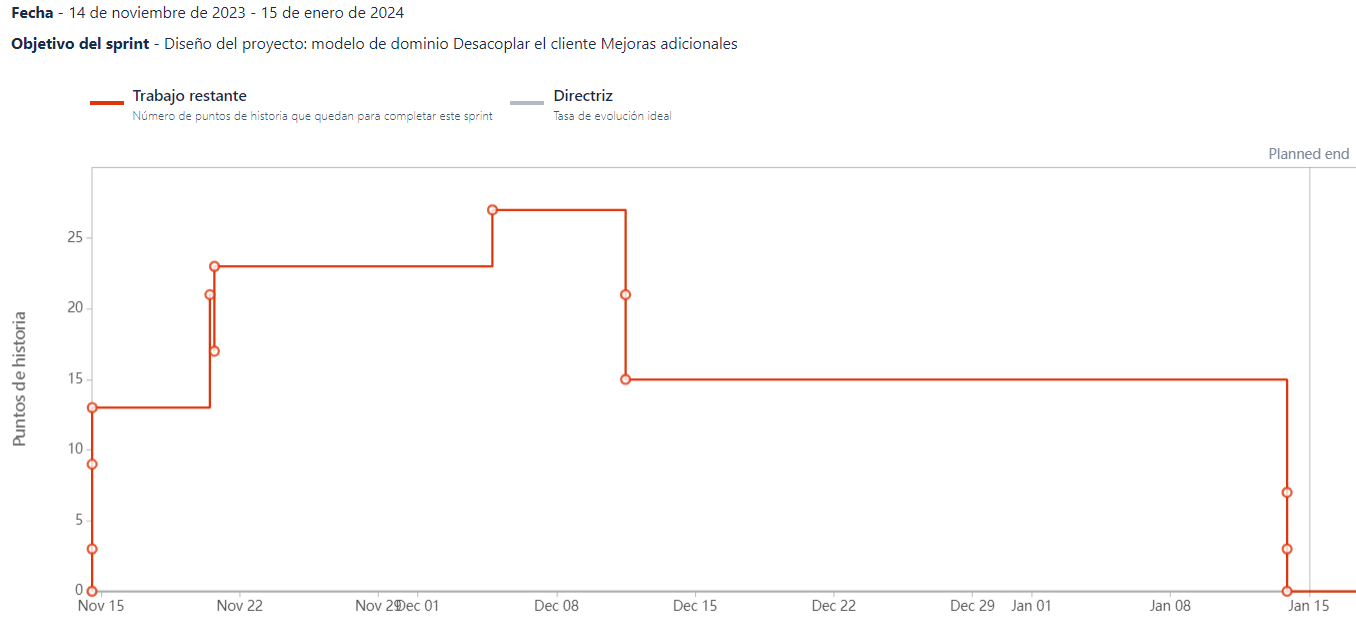 Fecha - 14 de noviembre de 2023 - 15 de enero de 2024
Objetivo del sprint - Diseño del proyecto: modelo de dominio Desacoplar el cliente Mejoras adicionales
Trabajo restante
Número de puntos de historia que quedan para completar este sprint
Directriz
Tasa de evolución ideal
Planned end
Puntos de historia
25
20
15
10
5
0
Nov 15 Nov 22 Nov 29 Dec 01 Dec 08 Dec 15 Dec 22 Dec 29 Jan 01 Jan 08 Jan 15